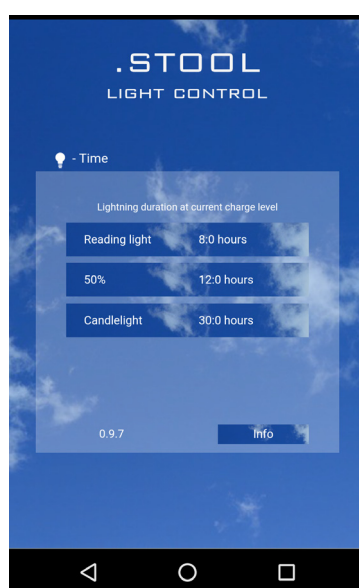 .STOOL
LIGHT CONTROL
- Time
Lightning duration at current charge level
Reading light 8:0 hours
50% 12:0 hours
Candlelight 30:0 hours
0.9.7 Info